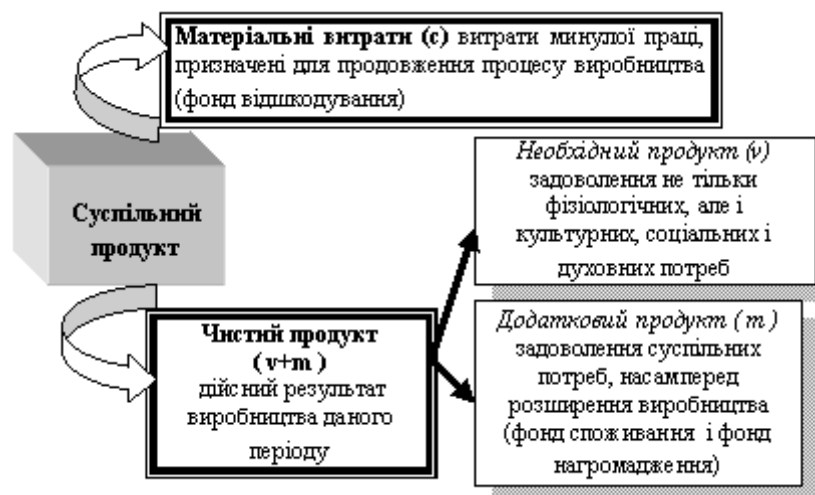 Матеріальні витрати (с) витрати минулої праці,
призначені для продовження процесу виробництва
(фонд відшкодування)
Суспільний
продукт
Необхідний продукт (v)
задоволення не тільки
фізіологічних, але і
культурних, соціальних і
духовних потреб
Чистий продукт
( v+m )
дійсний результат
виробництва даного
періоду
Додатковий продукт ( m )
задоволення суспільних
потреб, насамперед
розширення виробництва
(фонд споживання і фонд
нагромадження)